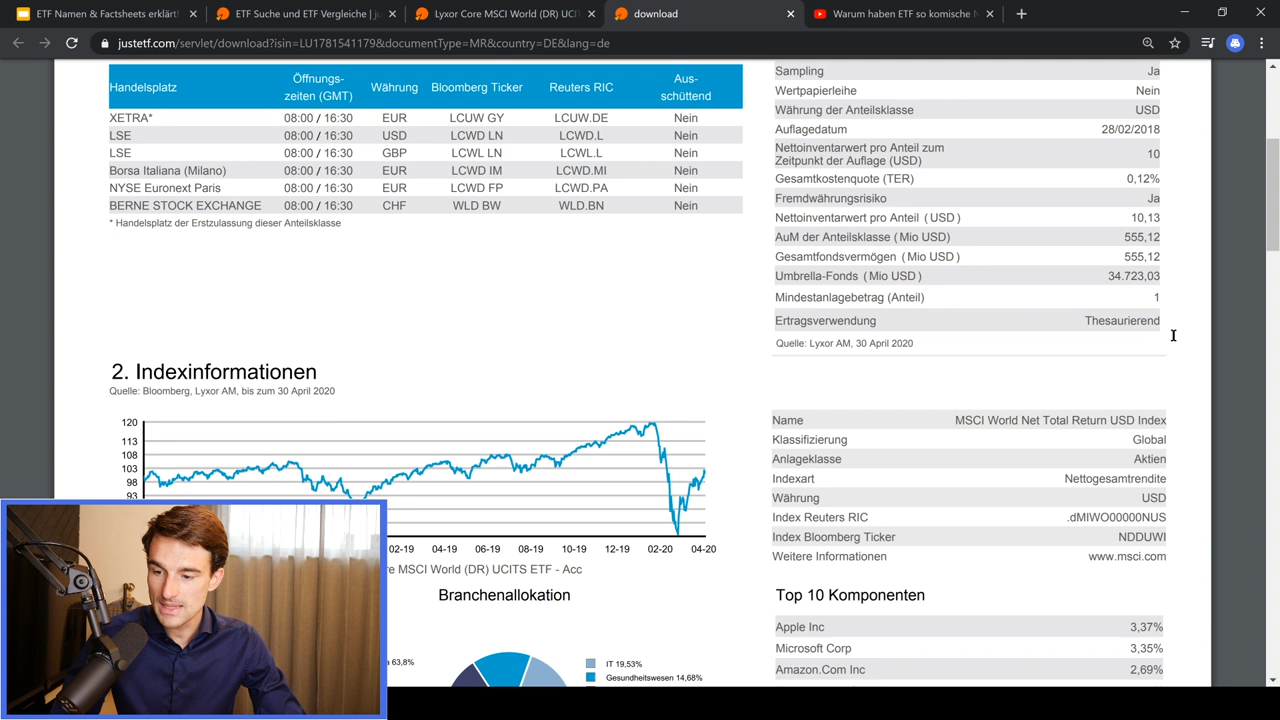 ETF Namen & Factsheets erklärt!
ETF Suche und ETF Vergleiche | ju
Lyxor Core MSCI World (DR) UCIT
download
Warum haben ETF so komische N
justetf.com/servlet/download?isin=LU1781541179&documentType=MR&country=DE&lang=de
Handelsplatz Öffnungs-zeiten (GMT) Währung Bloomberg Ticker Reuters RIC Aus-schüttend
XETRA* 08:00 / 16:30 EUR LCUW GY LCUW.DE Nein
LSE 08:00 / 16:30 USD LCWD LN LCWD.L Nein
LSE 08:00 / 16:30 GBP LCWL LN LCWL.L Nein
Borsa Italiana (Milano) 08:00 / 16:30 EUR LCWD IM LCWD.MI Nein
NYSE Euronext Paris 08:00 / 16:30 EUR LCWD FP LCWD.PA Nein
BERNE STOCK EXCHANGE 08:00 / 16:30 CHF WLD BW WLD.BN Nein
* Handelsplatz der Erstzulassung dieser Anteilsklasse
Sampling Ja
Wertpapierleihe Nein
Währung der Anteilsklasse USD
Auflagedatum 28/02/2018
Nettoinventarwert pro Anteil zum
Zeitpunkt der Auflage (USD) 10
Gesamtkostenquote (TER) 0,12%
Fremdwährungsrisiko Ja
Nettoinventarwert pro Anteil ( USD ) 10,13
AuM der Anteilsklasse ( Mio USD) 555,12
Gesamtfondsvermögen ( Mio USD ) 555,12
Umbrella-Fonds ( Mio USD ) 34.723,03
Mindestanlagebetrag (Anteil) 1
Ertragsverwendung Thesaurierend
Quelle: Lyxor AM, 30 April 2020
2. Indexinformationen
Quelle: Bloomberg, Lyxor AM, bis zum 30 April 2020
120
113
108
103
98
93
02-19 04-19 06-19 08-19 10-19 12-19 02-20 04-20
re MSCI World (DR) UCITS ETF - Acc
Name MSCI World Net Total Return USD Index
Klassifizierung Global
Anlageklasse Aktien
Indexart Nettogesamtrendite
Währung USD
Index Reuters RIC .dMIWO00000NUS
Index Bloomberg Ticker NDDUWI
Weitere Informationen www.msci.com
Branchenallokation
a 63,8%
IT 19,53%
Gesundheitswesen 14,68%
Top 10 Komponenten
Apple Inc 3,37%
Microsoft Corp 3,35%
Amazon.Com Inc 2,69%